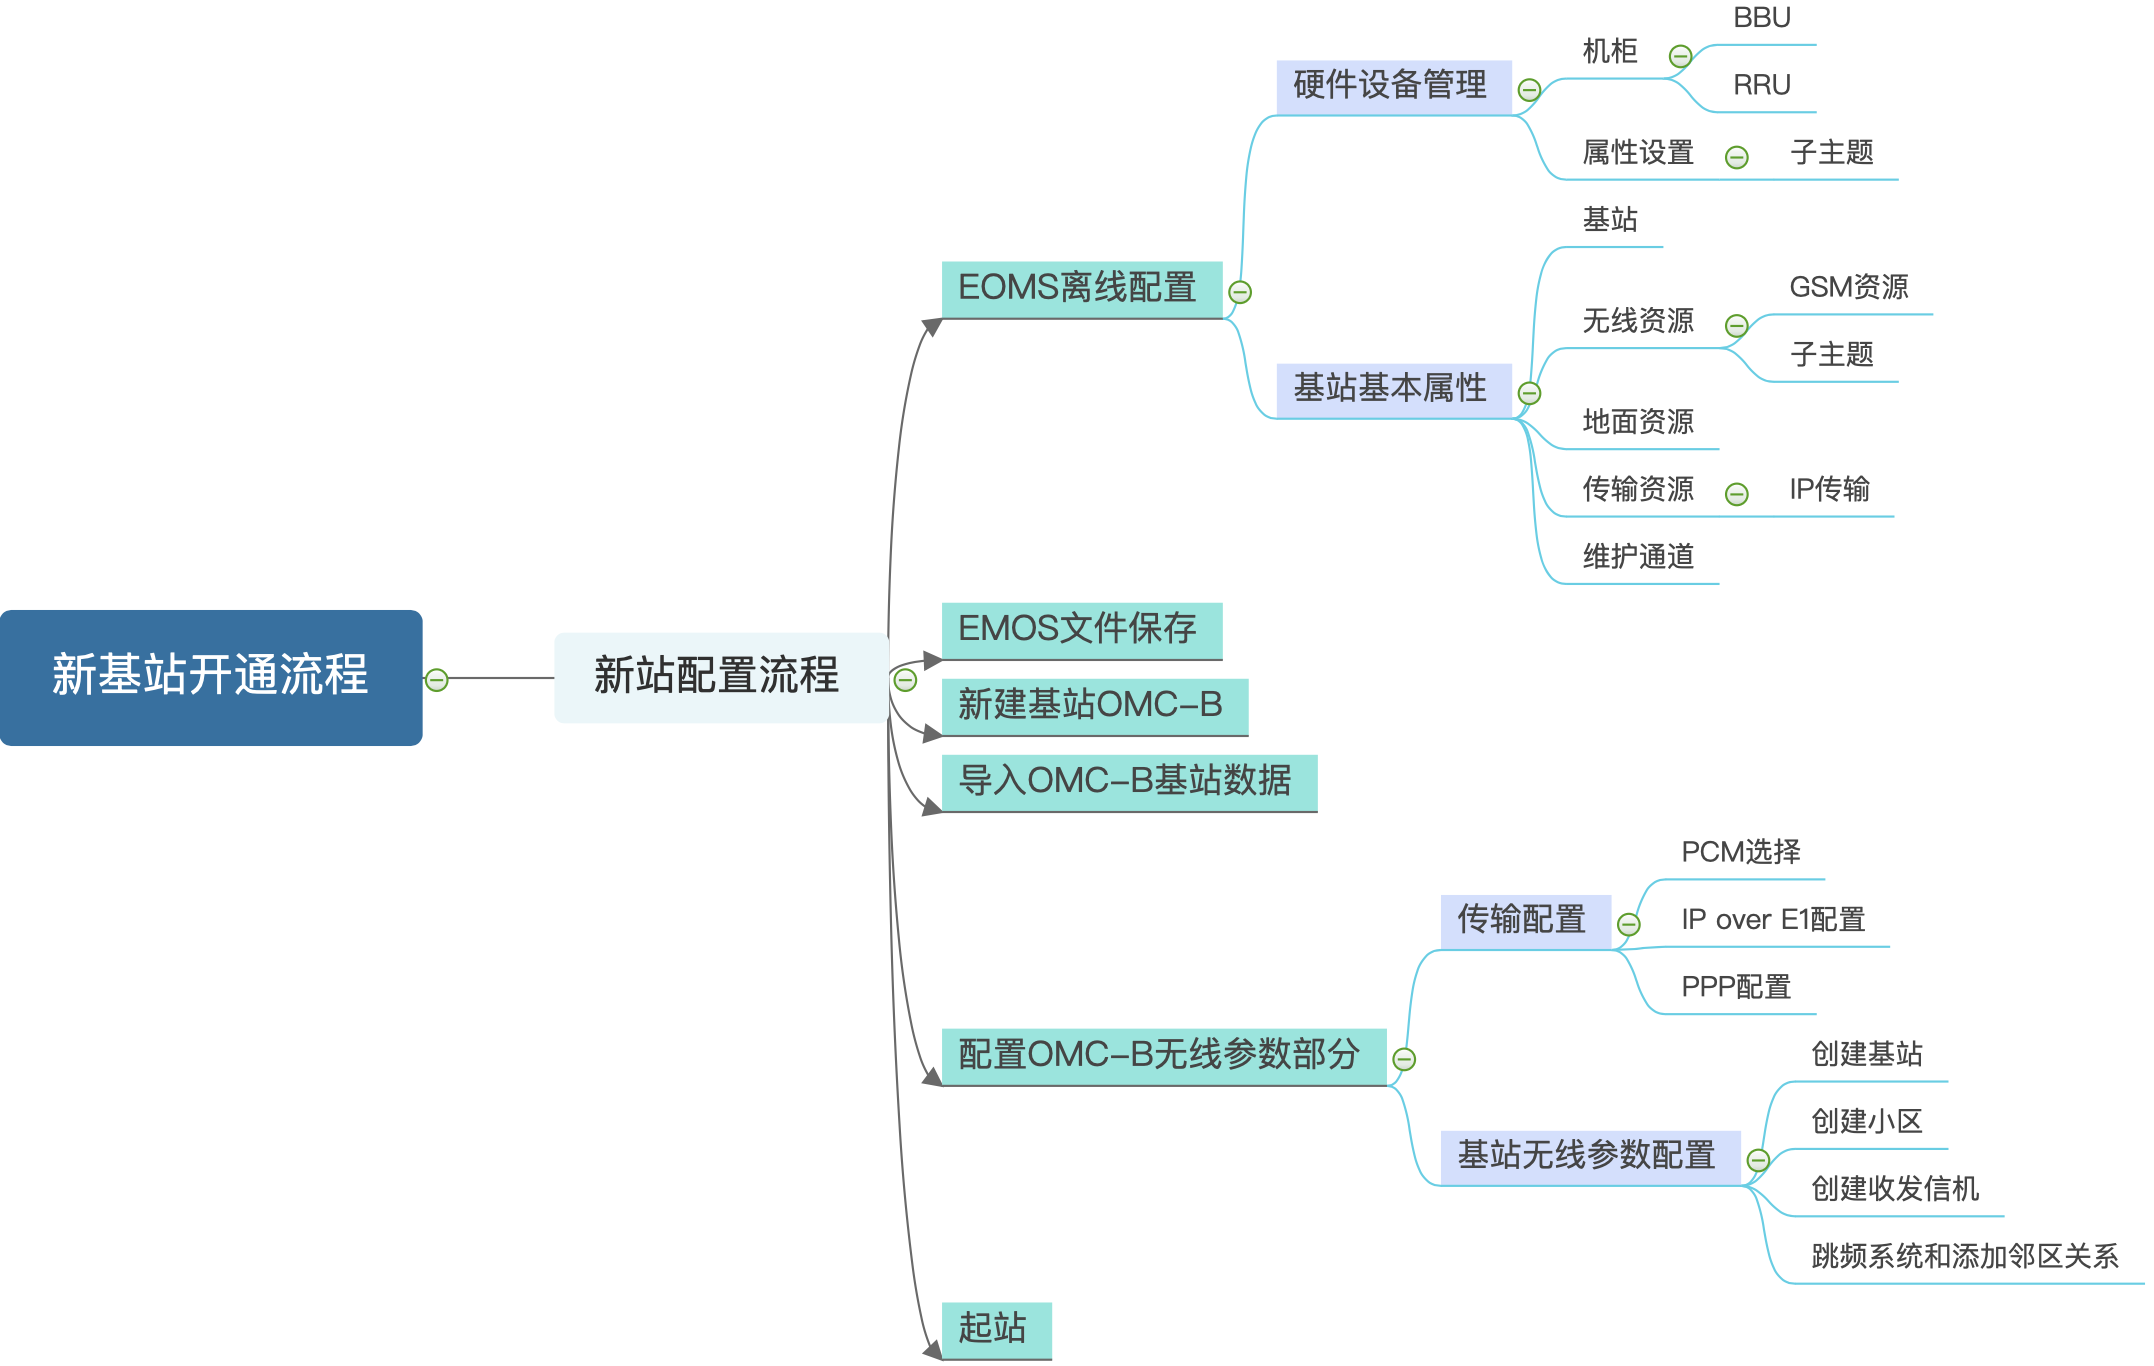 新基站开通流程
新站配置流程
EOMS离线配置
硬件设备管理
机柜
BBU
RRU
属性设置
子主题
基站基本属性
基站
无线资源
GSM资源
子主题
地面资源
传输资源
IP传输
维护通道
EMOS文件保存
新建基站OMC-B
导入OMC-B基站数据
配置OMC-B无线参数部分
传输配置
PCM选择
IP over E1配置
PPP配置
基站无线参数配置
创建基站
创建小区
创建收发信机
跳频系统和添加邻区关系
起站